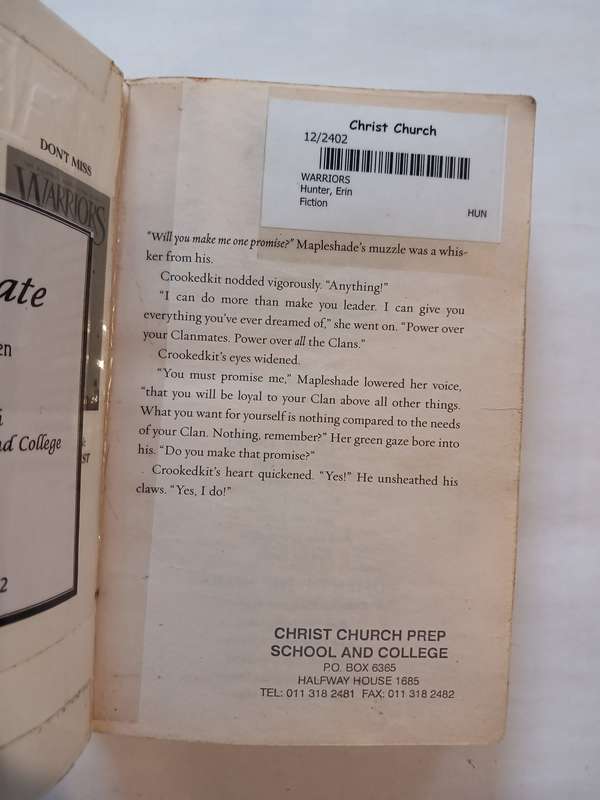 DON'T MISS
WARRIORS
ate
en
nd College
ST
2
Christ Church
12/2402
WARRIORS
Hunter, Erin
Fiction
HUN
"Will you make me one promise?" Mapleshade's muzzle was a whis-
ker from his.
Crookedkit nodded vigorously. "Anything!"
"I can do more than make you leader. I can give you
everything you've ever dreamed of," she went on. "Power over
your Clanmates. Power over all the Clans."
Crookedkit's eyes widened.
"You must promise me," Mapleshade lowered her voice,
"that you will be loyal to your Clan above all other things.
What you want for yourself is nothing compared to the needs
of your Clan. Nothing, remember?" Her green gaze bore into
his. "Do you make that promise?"
Crookedkit's heart quickened. "Yes!" He unsheathed his
claws. "Yes, I do!"
CHRIST CHURCH PREP
SCHOOL AND COLLEGE
P.O. BOX 6365
HALFWAY HOUSE 1685
TEL: 011 318 2481 FAX: 011 318 2482